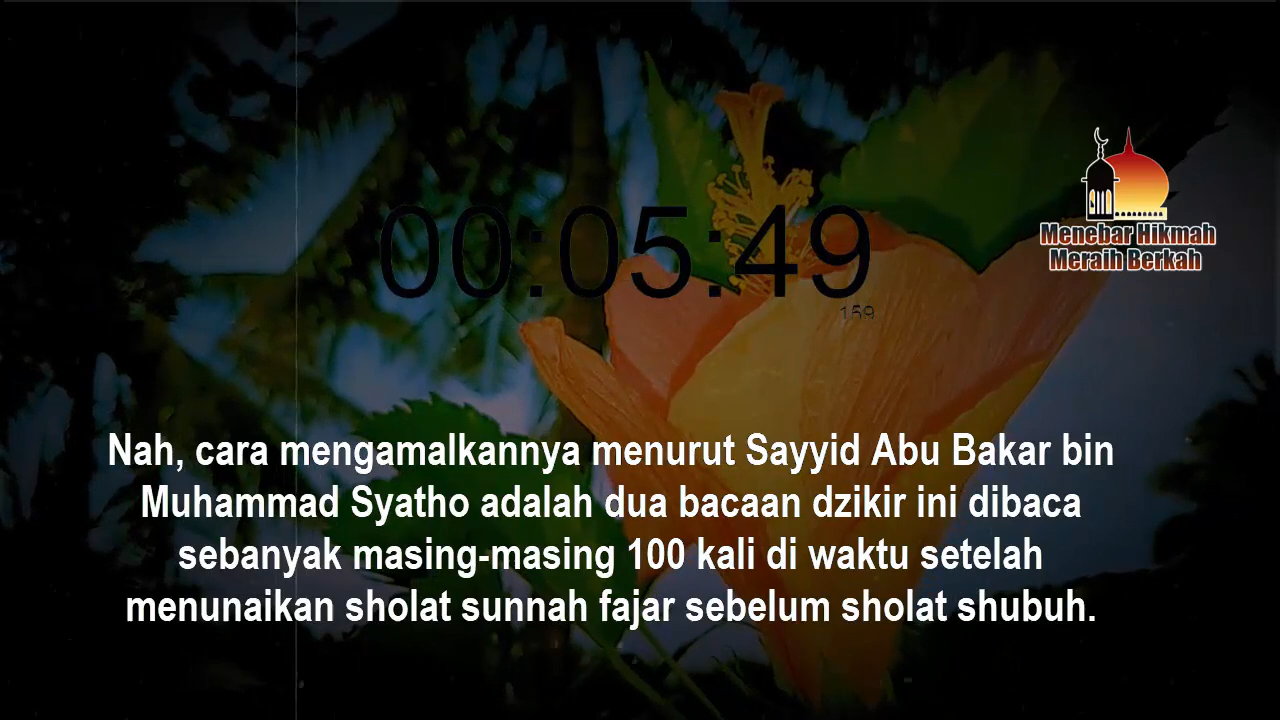 00:05:49
159
Menebar Hikmah
Meraih Berkah
Nah, cara mengamalkannya menurut Sayyid Abu Bakar bin
Muhammad Syatho adalah dua bacaan dzikir ini dibaca
sebanyak masing-masing 100 kali di waktu setelah
menunaikan sholat sunnah fajar sebelum sholat shubuh.